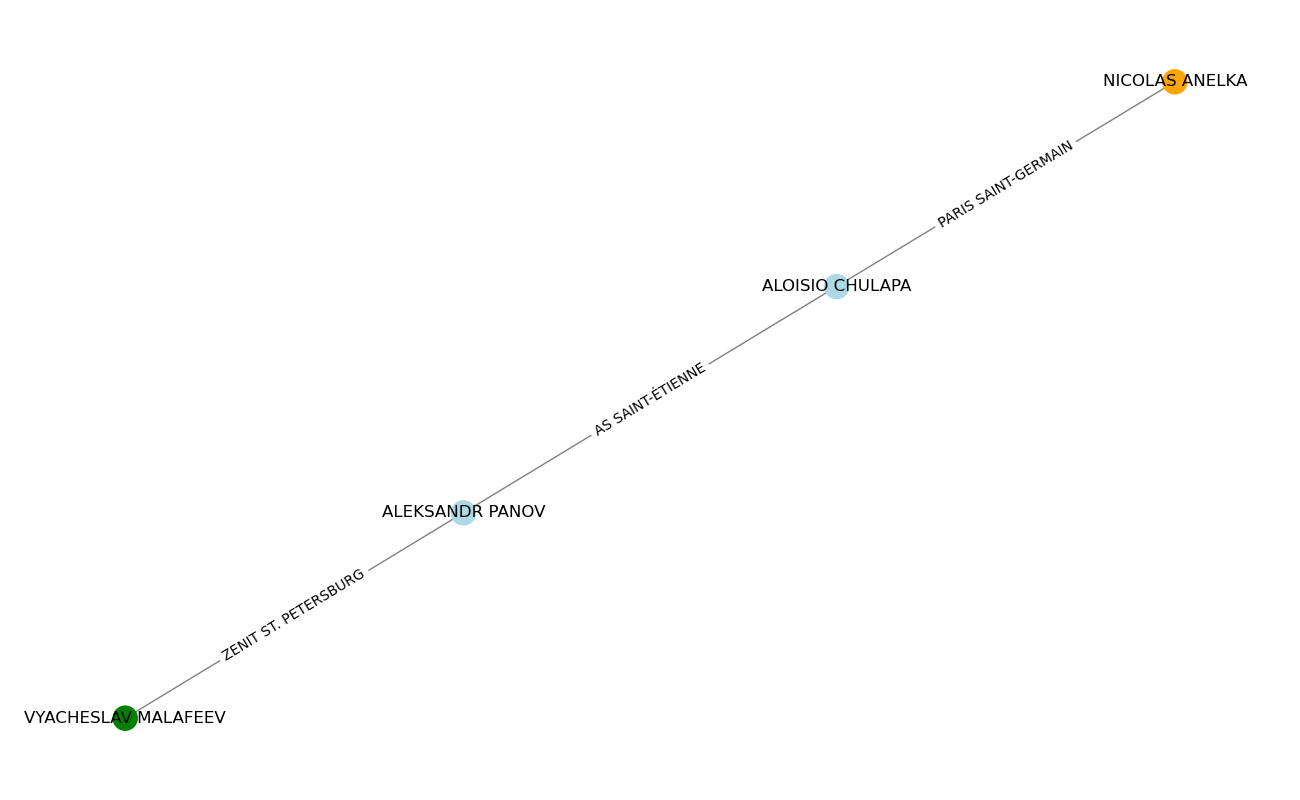 NICOLAS ANELKA
PARIS SAINT-GERMAIN
ALOISIO CHULAPA
AS SAINT-ÉTIENNE
ALEKSANDR PANOV
ZENIT ST. PETERSBURG
VYACHESLAV MALAFEEV